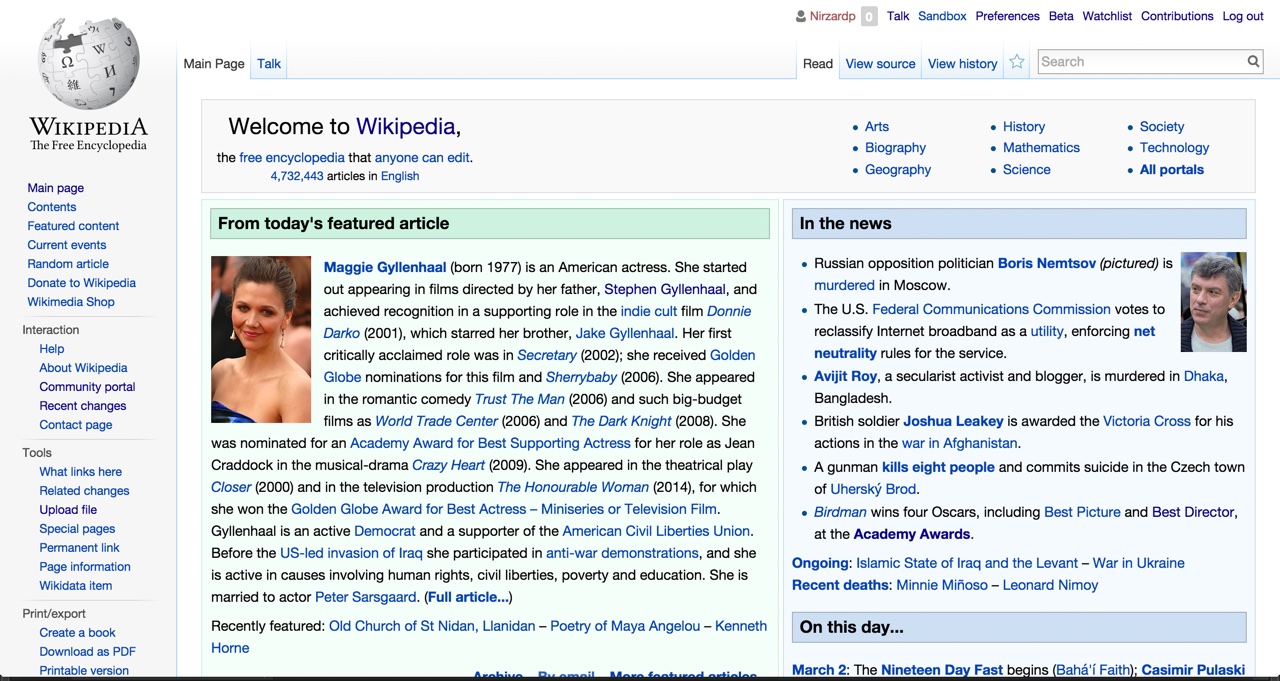 Nirzardp 0 Talk Sandbox Preferences Beta Watchlist Contributions Log out
WIKIPEDIA
The Free Encyclopedia
Main Page Talk
Read View source View history Search
Main page
Contents
Featured content
Current events
Random article
Donate to Wikipedia
Wikimedia Shop
Interaction
Help
About Wikipedia
Community portal
Recent changes
Contact page
Tools
What links here
Related changes
Upload file
Special pages
Permanent link
Page information
Wikidata item
Print/export
Create a book
Download as PDF
Printable version
Welcome to Wikipedia,
the free encyclopedia that anyone can edit.
4,732,443 articles in English
Arts
Biography
Geography
History
Mathematics
Science
Society
Technology
All portals
From today's featured article
Maggie Gyllenhaal (born 1977) is an American actress. She started
out appearing in films directed by her father, Stephen Gyllenhaal, and
achieved recognition in a supporting role in the indie cult film Donnie
Darko (2001), which starred her brother, Jake Gyllenhaal. Her first
critically acclaimed role was in Secretary (2002); she received Golden
Globe nominations for this film and Sherrybaby (2006). She appeared
in the romantic comedy Trust The Man (2006) and such big-budget
films as World Trade Center (2006) and The Dark Knight (2008). She
was nominated for an Academy Award for Best Supporting Actress for her role as Jean
Craddock in the musical-drama Crazy Heart (2009). She appeared in the theatrical play
Closer (2000) and in the television production The Honourable Woman (2014), for which
she won the Golden Globe Award for Best Actress – Miniseries or Television Film.
Gyllenhaal is an active Democrat and a supporter of the American Civil Liberties Union.
Before the US-led invasion of Iraq she participated in anti-war demonstrations, and she
is active in causes involving human rights, civil liberties, poverty and education. She is
married to actor Peter Sarsgaard. (Full article...)
Recently featured: Old Church of St Nidan, Llanidan – Poetry of Maya Angelou – Kenneth
Horne
Archive By email More featured articles
In the news
Russian opposition politician Boris Nemtsov (pictured) is
murdered in Moscow.
The U.S. Federal Communications Commission votes to
reclassify Internet broadband as a utility, enforcing net
neutrality rules for the service.
Avijit Roy, a secularist activist and blogger, is murdered in Dhaka,
Bangladesh.
British soldier Joshua Leakey is awarded the Victoria Cross for his
actions in the war in Afghanistan.
A gunman kills eight people and commits suicide in the Czech town
of Uherský Brod.
Birdman wins four Oscars, including Best Picture and Best Director,
at the Academy Awards.
Ongoing: Islamic State of Iraq and the Levant – War in Ukraine
Recent deaths: Minnie Miñoso – Leonard Nimoy
On this day...
March 2: The Nineteen Day Fast begins (Bahá'í Faith); Casimir Pulaski